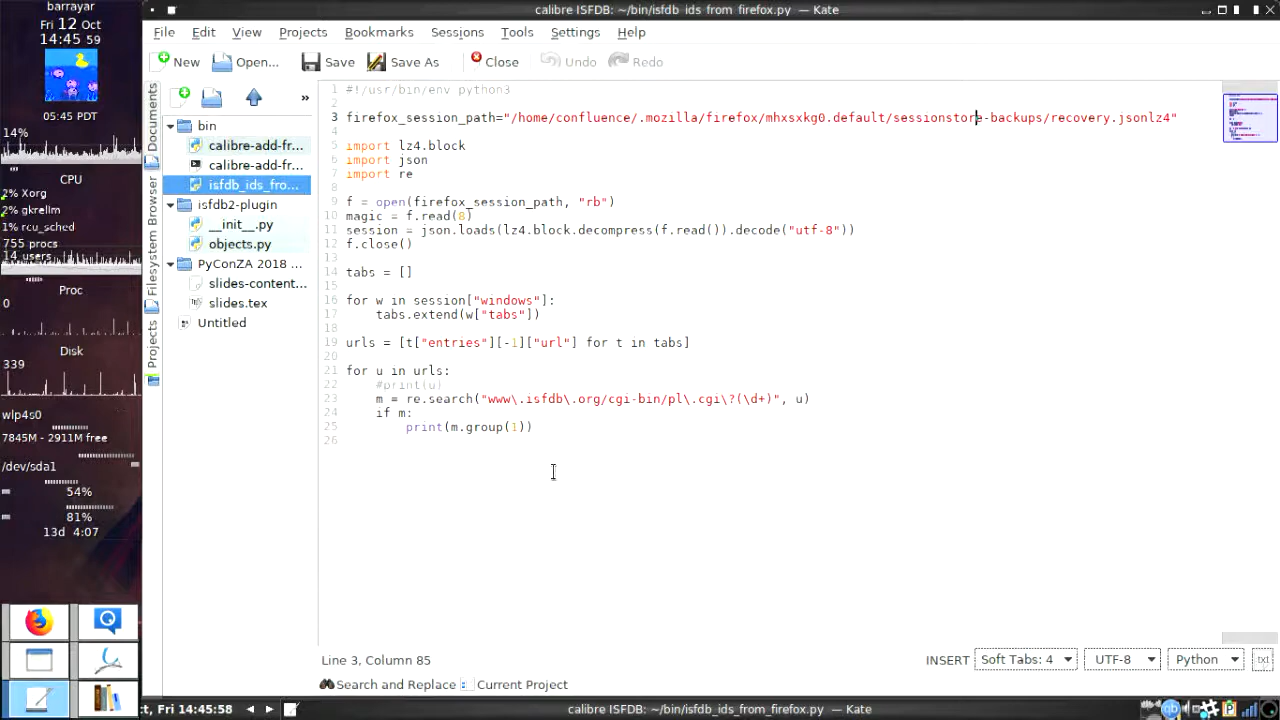 barrayar
Fri 12 Oct
14:45 59
05:45 PDT
14%
CPU
2% Xorg
2% gkrellm
1% rcu_sched
755 procs
14 users
Proc
0
Disk
339
wlp4s0
7845M - 2911M free
/dev/sda1
54%
81%
13d 4:07
calibre ISFDB: ~/bin/isfdb_ids_from_firefox.py — Kate
File Edit View Projects Bookmarks Sessions Tools Settings Help
New Open... Save Save As Close Undo Redo
Documents
Filesystem Browser
Projects
»
bin
calibre-add-fr...
calibre-add-fr...
isfdb_ids_fro...
isfdb2-plugin
__init__.py
objects.py
PyConZA 2018 ...
slides-content...
slides.tex
Untitled
1 #!/usr/bin/env python3
2
3 firefox_session_path="/home/confluence/.mozilla/firefox/mhxsxkg0.default/sessionstore-backups/recovery.jsonlz4"
4
5 import lz4.block
6 import json
7 import re
8
9 f = open(firefox_session_path, "rb")
10 magic = f.read(8)
11 session = json.loads(lz4.block.decompress(f.read()).decode("utf-8"))
12 f.close()
13
14 tabs = []
15
16 for w in session["windows"]:
17     tabs.extend(w["tabs"])
18
19 urls = [t["entries"][-1]["url"] for t in tabs]
20
21 for u in urls:
22     #print(u)
23     m = re.search("www\.isfdb\.org/cgi-bin/pl\.cgi\?(\d+)", u)
24     if m:
25         print(m.group(1))
26
Line 3, Column 85 INSERT Soft Tabs: 4 UTF-8 Python txt
Search and Replace Current Project
:t, Fri 14:45:58 calibre ISFDB: ~/bin/isfdb_ids_from_firefox.py — Kate